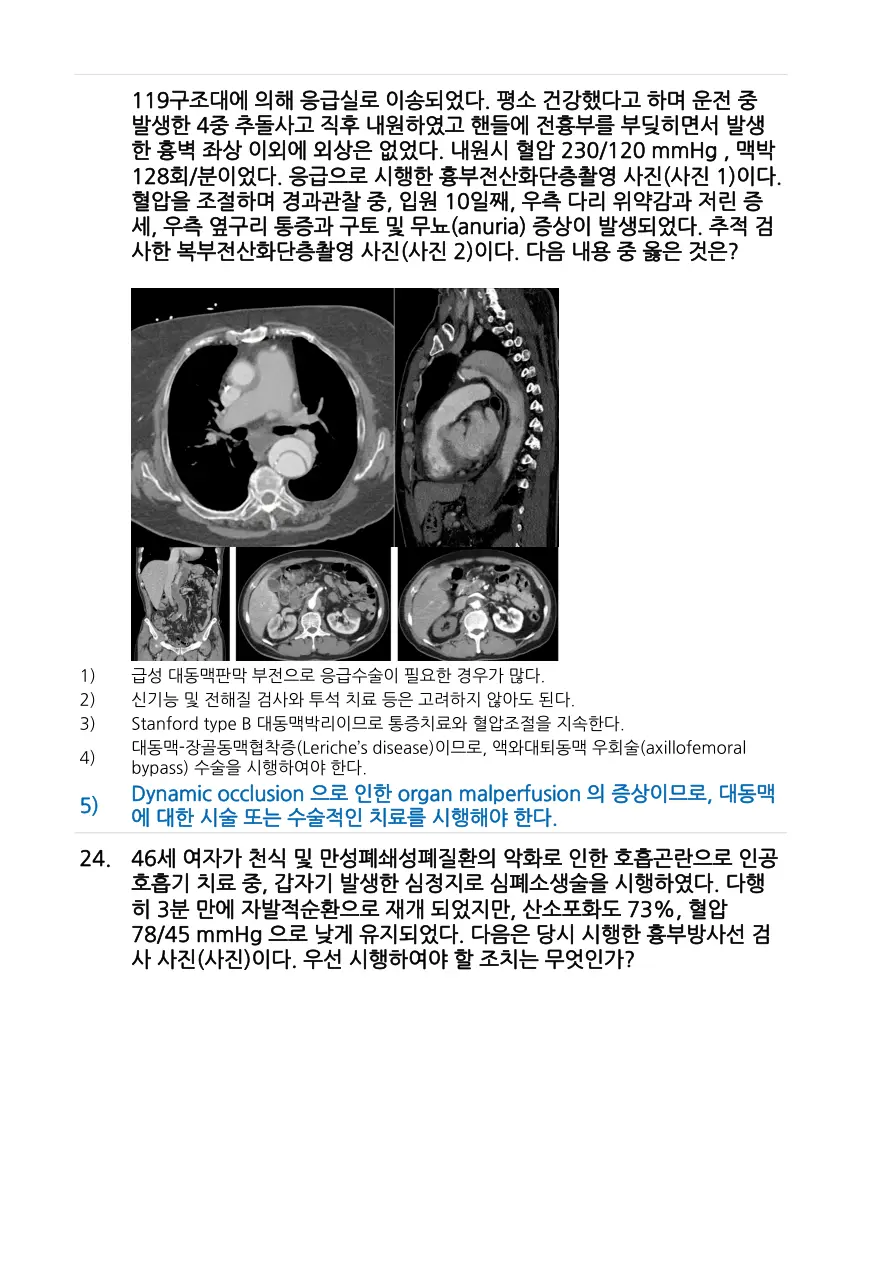 119구조대에 의해 응급실로 이송되었다. 평소 건강했다고 하며 운전 중
발생한 4중 추돌사고 직후 내원하였고 핸들에 전흉부를 부딪히면서 발생
한 흉벽 좌상 이외에 외상은 없었다. 내원시 혈압 230/120 mmHg , 맥박
128회/분이었다. 응급으로 시행한 흉부전산화단층촬영 사진(사진 1)이다.
혈압을 조절하며 경과관찰 중, 입원 10일째, 우측 다리 위약감과 저린 증
세, 우측 옆구리 통증과 구토 및 무뇨(anuria) 증상이 발생되었다. 추적 검
사한 복부전산화단층촬영 사진(사진 2)이다. 다음 내용 중 옳은 것은?
1) 급성 대동맥판막 부전으로 응급수술이 필요한 경우가 많다.
2) 신기능 및 전해질 검사와 투석 치료 등은 고려하지 않아도 된다.
3) Stanford type B 대동맥박리이므로 통증치료와 혈압조절을 지속한다.
4) 대동맥-장골동맥협착증(Leriche’s disease)이므로, 액와대퇴동맥 우회술(axillofemoral
bypass) 수술을 시행하여야 한다.
5) Dynamic occlusion 으로 인한 organ malperfusion 의 증상이므로, 대동맥
에 대한 시술 또는 수술적인 치료를 시행해야 한다.
24. 46세 여자가 천식 및 만성폐쇄성폐질환의 악화로 인한 호흡곤란으로 인공
호흡기 치료 중, 갑자기 발생한 심정지로 심폐소생술을 시행하였다. 다행
히 3분 만에 자발적순환으로 재개 되었지만, 산소포화도 73%, 혈압
78/45 mmHg 으로 낮게 유지되었다. 다음은 당시 시행한 흉부방사선 검
사 사진(사진)이다. 우선 시행하여야 할 조치는 무엇인가?